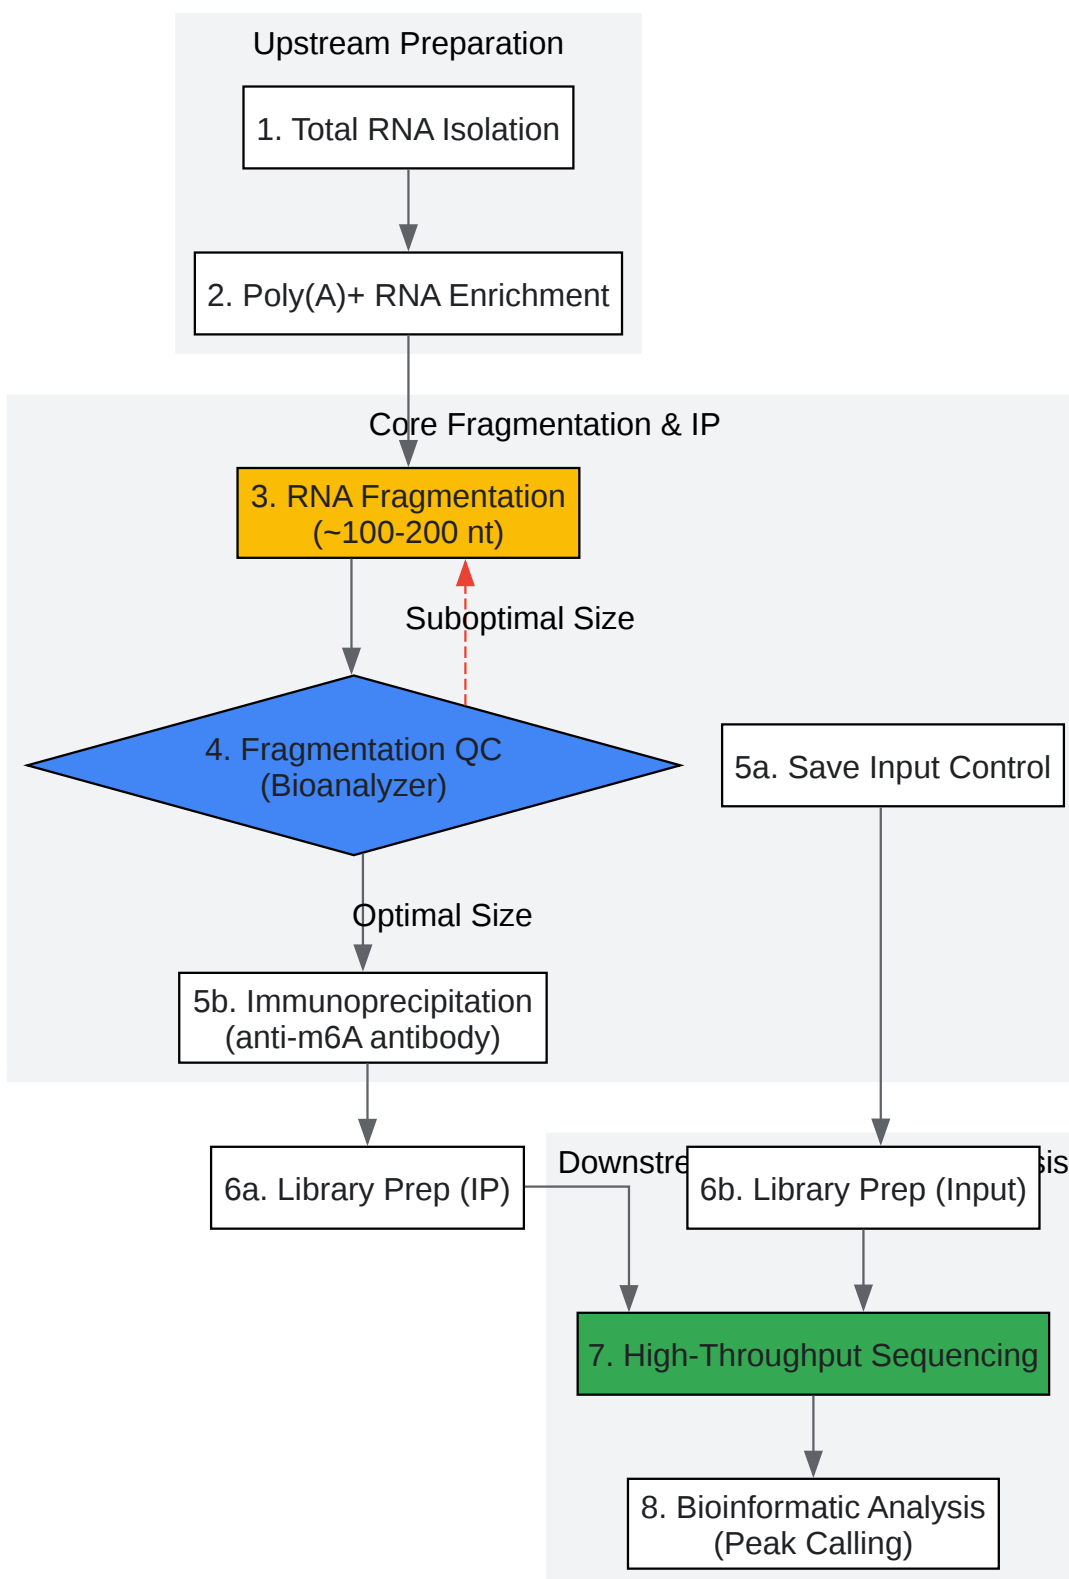 Upstream Preparation
1. Total RNA Isolation
2. Poly(A)+ RNA Enrichment
Core Fragmentation & IP
3. RNA Fragmentation
(~100-200 nt)
Suboptimal Size
4. Fragmentation QC
(Bioanalyzer)
5a. Save Input Control
Optimal Size
5b. Immunoprecipitation
(anti-m6A antibody)
6a. Library Prep (IP)
6b. Library Prep (Input)
7. High-Throughput Sequencing
8. Bioinformatic Analysis
(Peak Calling)